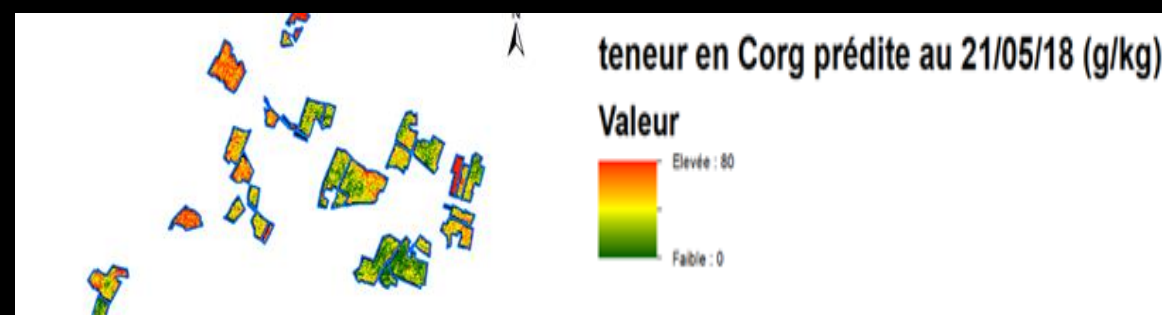 N
teneur en Corg prédite au 21/05/18 (g/kg)
Valeur
Elevée : 80
Faible : 0